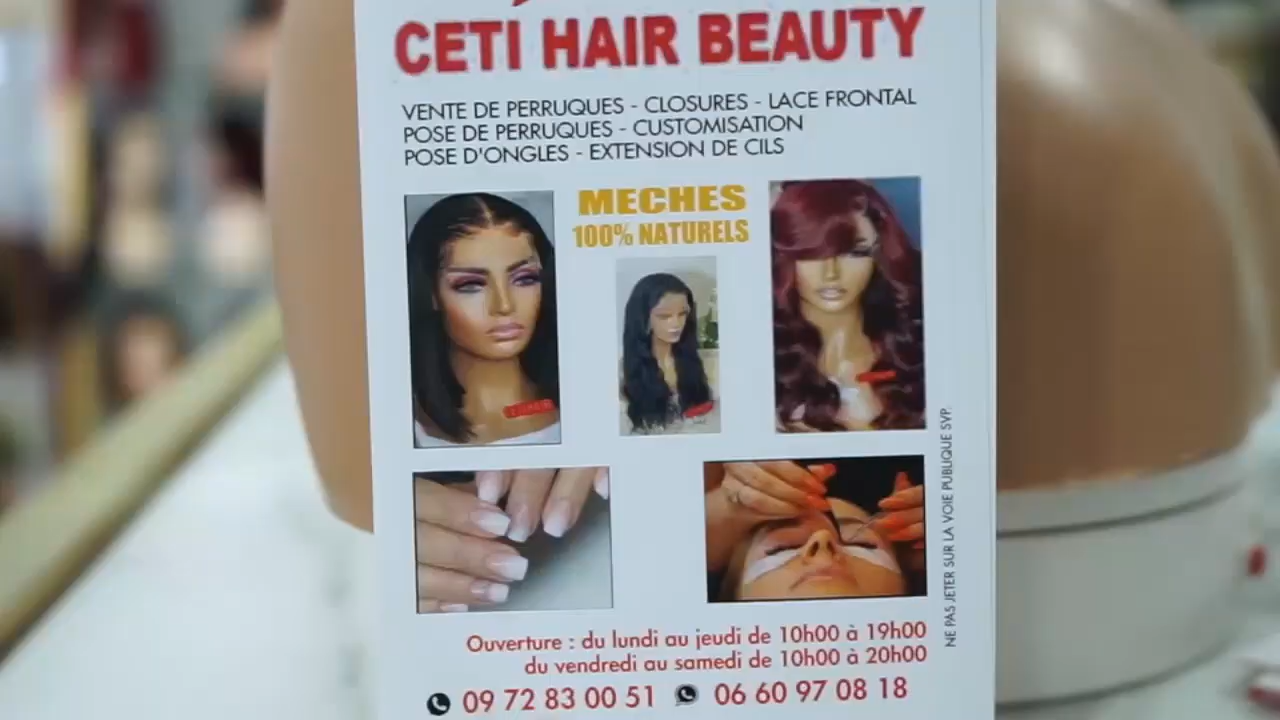 CETI HAIR BEAUTY
VENTE DE PERRUQUES - CLOSURES - LACE FRONTAL
POSE DE PERRUQUES - CUSTOMISATION
POSE D'ONGLES - EXTENSION DE CILS
MECHES
100% NATURELS
Ouverture : du lundi au jeudi de 10h00 à 19h00
du vendredi au samedi de 10h00 à 20h00
09 72 83 00 51 06 60 97 08 18
NE PAS JETER SUR LA VOIE PUBLIQUE SVP.